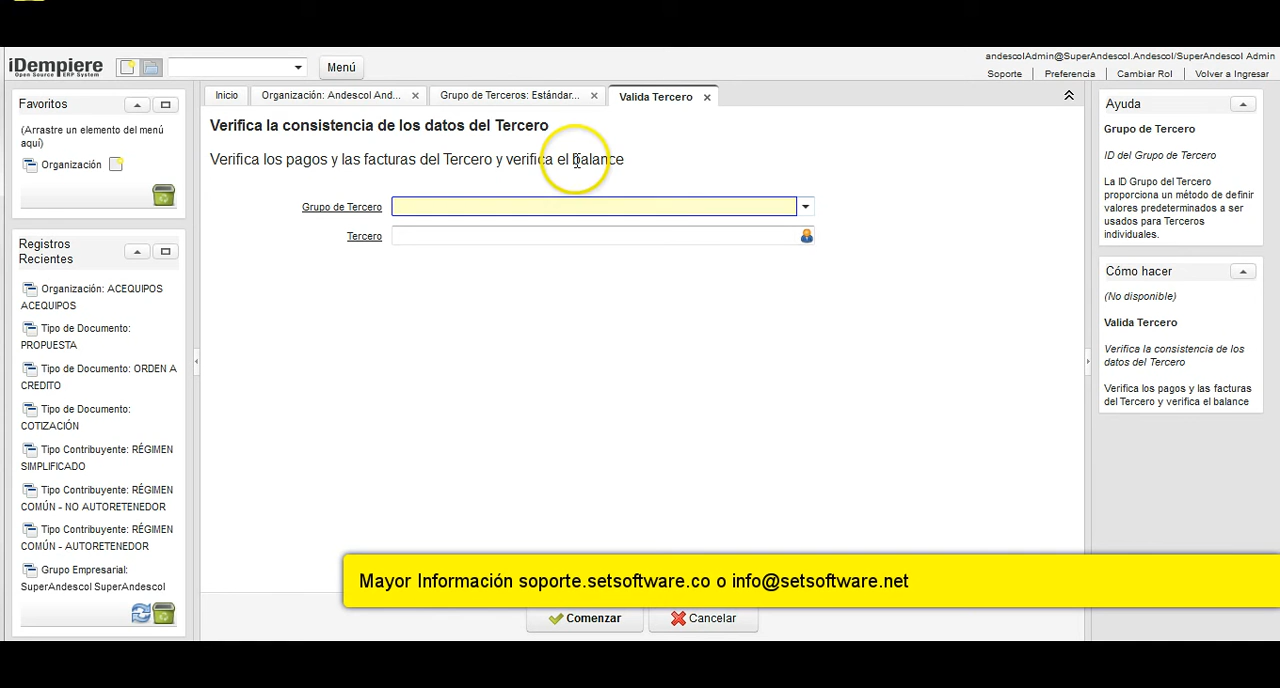 iDempiere
Open Source ERP System
Menú
andescolAdmin@SuperAndescol.Andescol/SuperAndescol Admin
Soporte
Preferencia
Cambiar Rol
Volver a Ingresar
Favoritos
(Arrastre un elemento del menú
aquí)
Organización
Registros
Recientes
Organización: ACEQUIPOS
ACEQUIPOS
Tipo de Documento:
PROPUESTA
Tipo de Documento: ORDEN A
CREDITO
Tipo de Documento:
COTIZACIÓN
Tipo Contribuyente: RÉGIMEN
SIMPLIFICADO
Tipo Contribuyente: RÉGIMEN
COMÚN - NO AUTORETENEDOR
Tipo Contribuyente: RÉGIMEN
COMÚN - AUTORETENEDOR
Grupo Empresarial:
SuperAndescol SuperAndescol
Inicio
Organización: Andescol And...
Grupo de Terceros: Estándar...
Valida Tercero
Verifica la consistencia de los datos del Tercero
Verifica los pagos y las facturas del Tercero y verifica el balance
Grupo de Tercero
Tercero
Mayor Información soporte.setsoftware.co o info@setsoftware.net
Comenzar
Cancelar
Ayuda
Grupo de Tercero
ID del Grupo de Tercero
La ID Grupo del Tercero
proporciona un método de definir
valores predeterminados a ser
usados para Terceros
individuales.
Cómo hacer
(No disponible)
Valida Tercero
Verifica la consistencia de los
datos del Tercero
Verifica los pagos y las facturas
del Tercero y verifica el balance